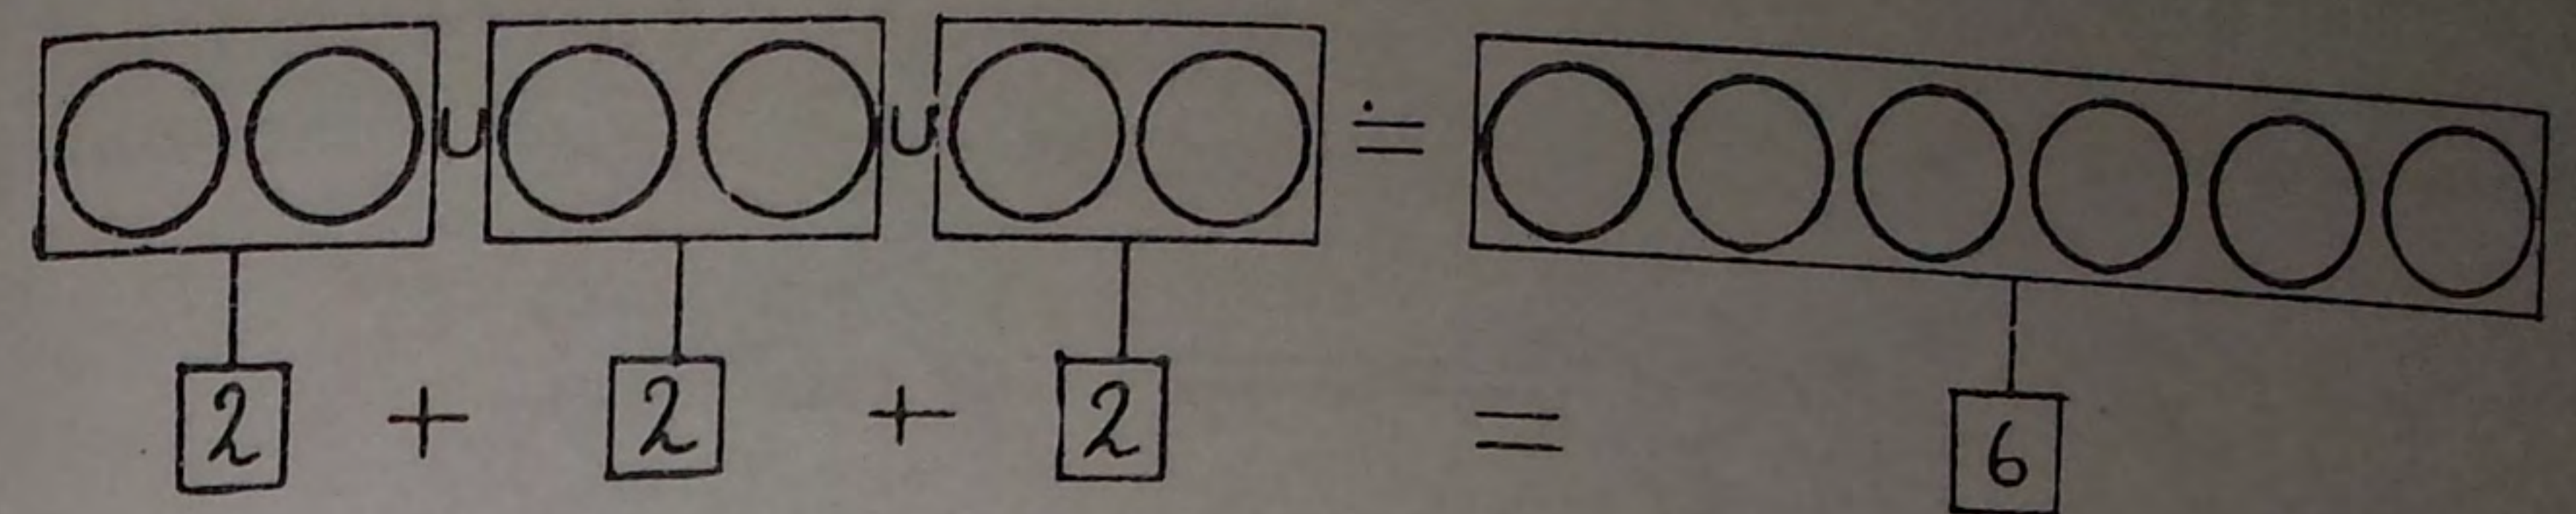 ∪ ∪ ≐
2 + 2 + 2 = 6